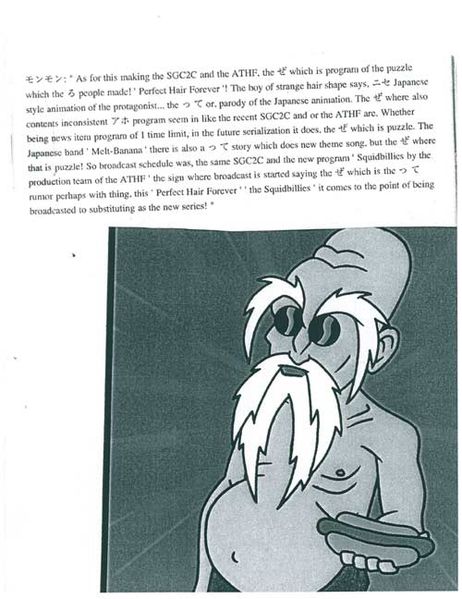 モンモン: " As for this making the SGC2C and the ATHF, the ぜ which is program of the puzzle
which the ろ people made! ' Perfect Hair Forever '! The boy of strange hair shape says, ニセ Japanese
style animation of the protagonist... the っ て or, parody of the Japanese animation. The ぜ where also
contents inconsistent アホ program seem in like the recent SGC2C and or the ATHF are. Whether
being news item program of 1 time limit, in the future serialization it does, the ぜ which is puzzle. The
Japanese band ' Melt-Banana ' there is also a っ て story which does new theme song, but the ぜ where
that is puzzle! So broadcast schedule was, the same SGC2C and the new program ' Squidbillies by the
production team of the ATHF ' the sign where broadcast is started saying the ぜ which is the っ て
rumor perhaps with thing, this ' Perfect Hair Forever ' ' the Squidbillies ' it comes to the point of being
broadcasted to substituting as the new series! "